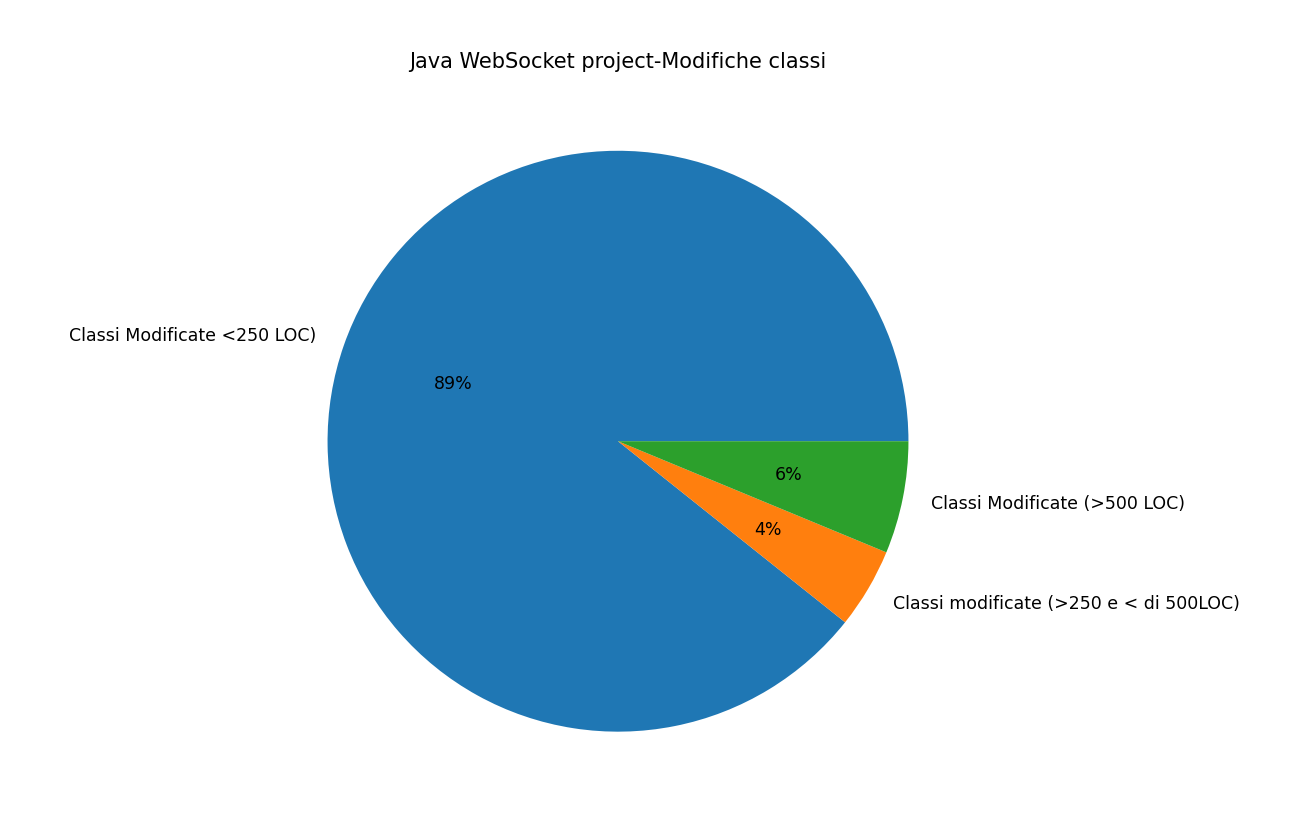 Java WebSocket project-Modifiche classi
Classi Modificate <250 LOC)
89%
6%
Classi Modificate (>500 LOC)
4%
Classi modificate (>250 e < di 500LOC)